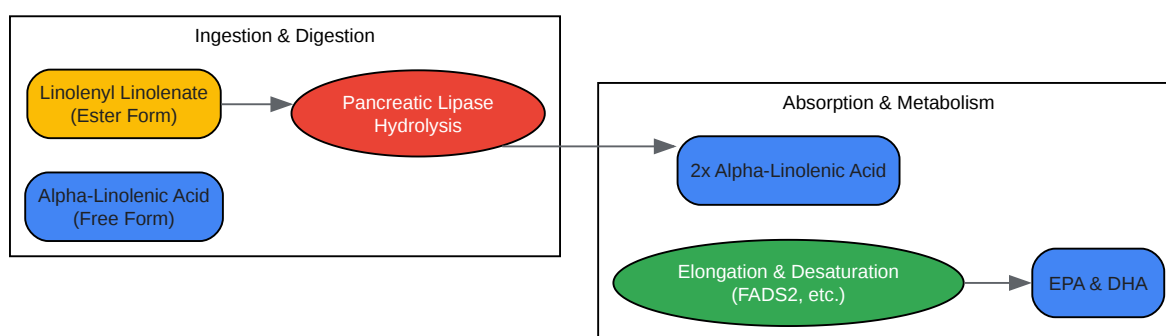 Ingestion & Digestion
Linolenyl Linolenate
(Ester Form)
Pancreatic Lipase
Hydrolysis
Alpha-Linolenic Acid
(Free Form)
Absorption & Metabolism
2x Alpha-Linolenic Acid
Elongation & Desaturation
(FADS2, etc.)
EPA & DHA